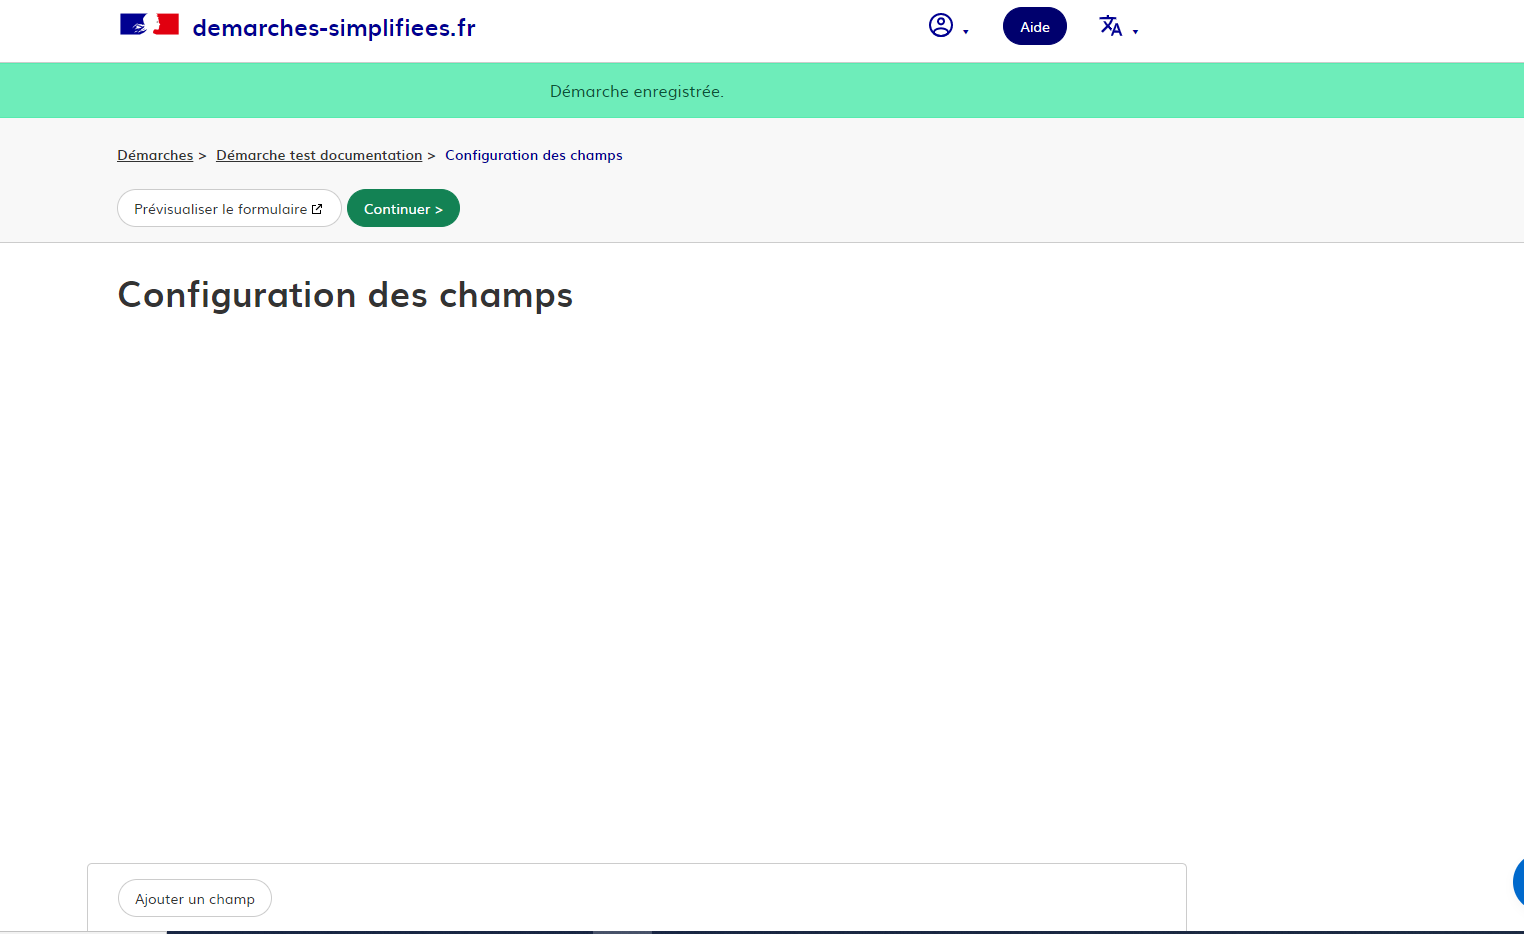 demarches-simplifiees.fr
Aide
Démarche enregistrée.
Démarches > Démarche test documentation > Configuration des champs
Prévisualiser le formulaire Continuer >
Configuration des champs
Ajouter un champ